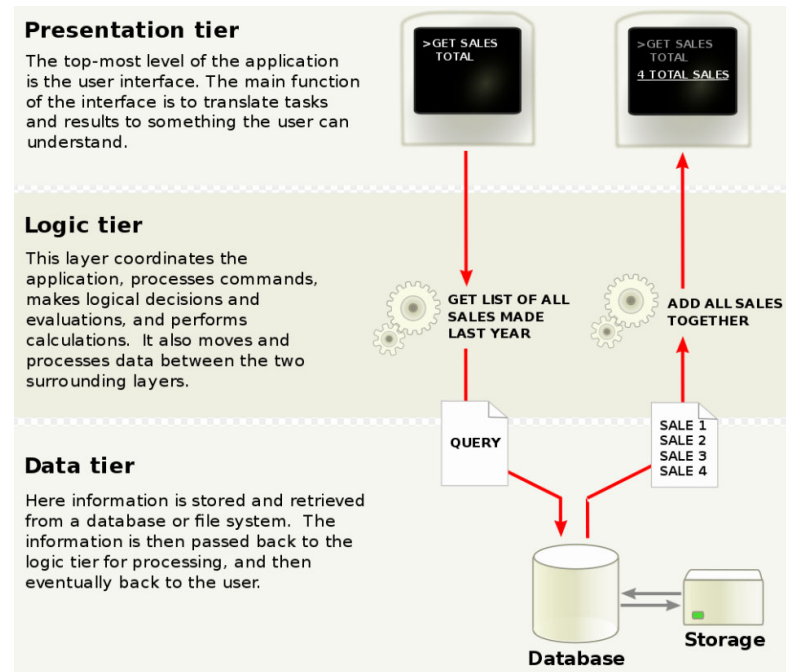 Presentation tier
The top-most level of the application
is the user interface. The main function
of the interface is to translate tasks
and results to something the user can
understand.
>GET SALES
TOTAL
>GET SALES
TOTAL
4 TOTAL SALES
Logic tier
This layer coordinates the
application, processes commands,
makes logical decisions and
evaluations, and performs
calculations. It also moves and
processes data between the two
surrounding layers.
GET LIST OF ALL
SALES MADE
LAST YEAR
ADD ALL SALES
TOGETHER
QUERY
SALE 1
SALE 2
SALE 3
SALE 4
Data tier
Here information is stored and retrieved
from a database or file system. The
information is then passed back to the
logic tier for processing, and then
eventually back to the user.
Database
Storage